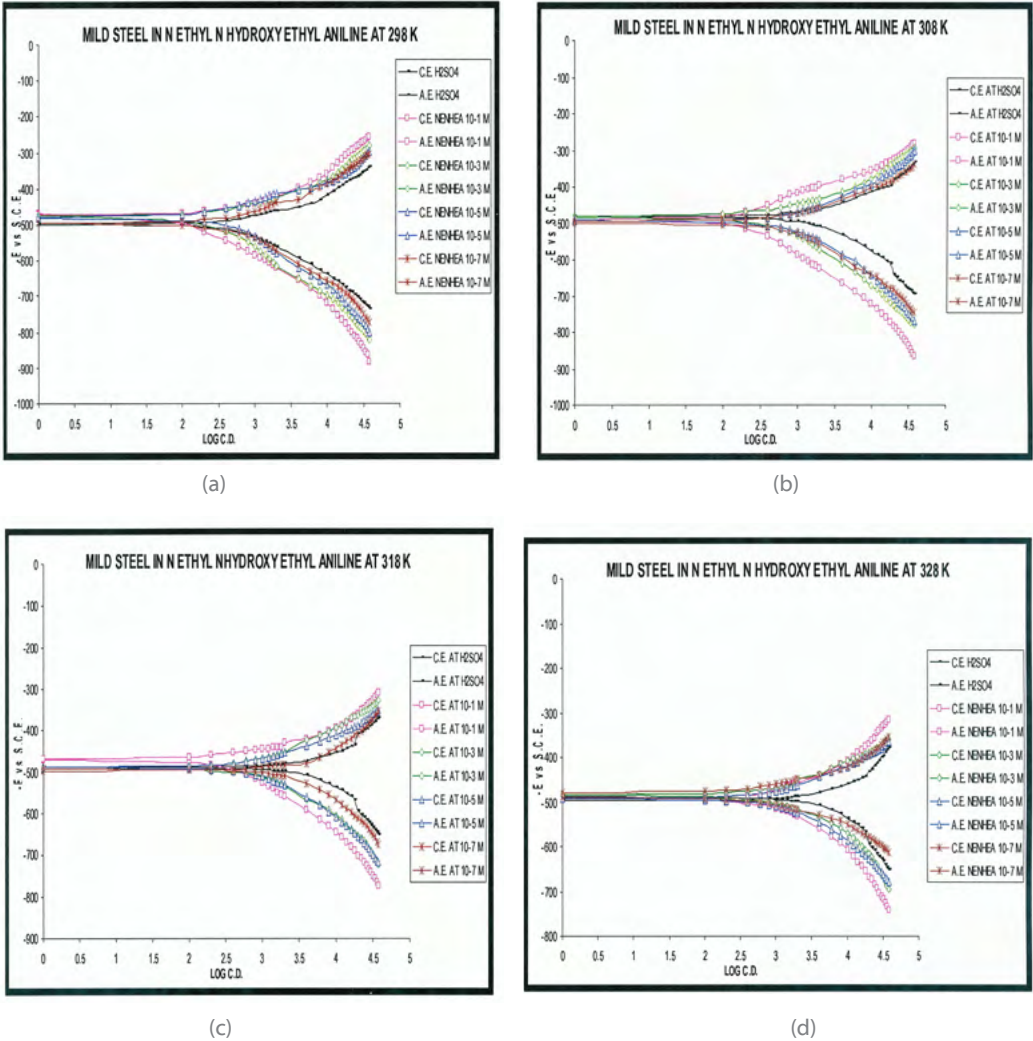 MILD STEEL IN N ETHYL N HYDROXY ETHYL ANILINE AT 298 K
0
-100
-200
-300
-400
-500
-600
-700
-800
-900
-1000
-E vs S.C.E.
0 0.5 1 1.5 2 2.5 3 3.5 4 4.5 5
LOG C.D.
C.E. H2SO4
A.E. H2SO4
C.E. NENHEA 10-1 M
A.E. NENHEA 10-1 M
C.E. NENHEA 10-3 M
A.E. NENHEA 10-3 M
C.E. NENHEA 10-5 M
A.E. NENHEA 10-5 M
C.E. NENHEA 10-7 M
A.E. NENHEA 10-7 M
(a)
MILD STEEL IN N ETHYL N HYDROXY ETHYL ANILINE AT 308 K
0
-100
-200
-300
-400
-500
-600
-700
-800
-900
-1000
-E vs S.C.E.
0 0.5 1 1.5 2 2.5 3 3.5 4 4.5 5
LOG C.D.
C.E. AT H2SO4
A.E. AT H2SO4
C.E. AT 10-1 M
A.E. AT 10-1 M
C.E. AT 10-3 M
A.E. AT 10-3 M
C.E. AT 10-5 M
A.E. AT 10-5 M
C.E. AT 10-7 M
A.E. AT 10-7 M
(b)
MILD STEEL IN N ETHYL NHYDROXY ETHYL ANILINE AT 318 K
0
-100
-200
-300
-400
-500
-600
-700
-800
-900
-E vs S.C.E.
0 0.5 1 1.5 2 2.5 3 3.5 4 4.5 5
LOG C.D.
C.E. AT H2SO4
A.E. AT H2SO4
C.E. AT 10-1 M
A.E. AT 10-1 M
C.E. AT 10-3 M
A.E. AT 10-3 M
C.E. AT 10-5 M
A.E. AT 10-5 M
C.E. AT 10-7 M
A.E. AT 10-7 M
(c)
MILD STEEL IN N ETHYL N HYDROXY ETHYL ANILINE AT 328 K
0
-100
-200
-300
-400
-500
-600
-700
-800
-E vs S.C.E.
0 0.5 1 1.5 2 2.5 3 3.5 4 4.5 5
LOG C.D.
C.E. H2SO4
A.E. H2SO4
C.E. NENHEA 10-1 M
A.E. NENHEA 10-1 M
C.E. NENHEA 10-3 M
A.E. NENHEA 10-3 M
C.E. NENHEA 10-5 M
A.E. NENHEA 10-5 M
C.E. NENHEA 10-7 M
A.E. NENHEA 10-7 M
(d)